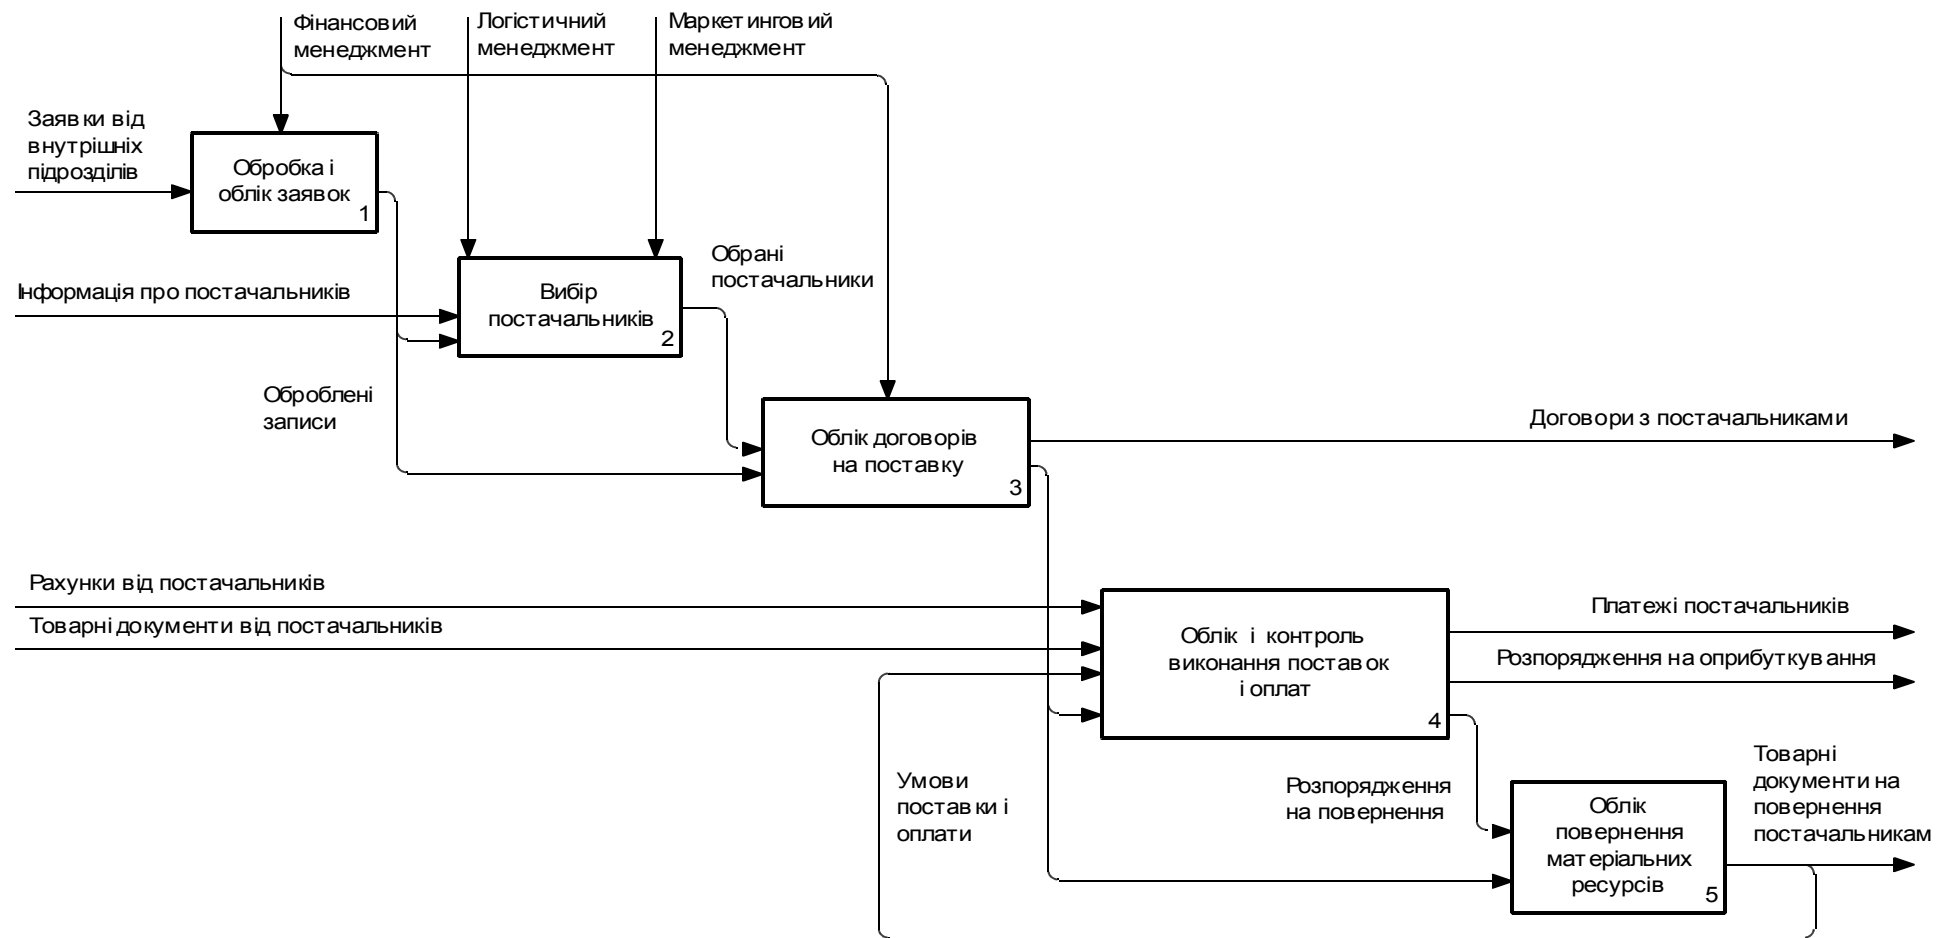 Фінансовий
менеджмент
Логістичний
менеджмент
Маркетинговий
менеджмент
Заявки від
внутрішніх
підрозділів
Обробка і
облік заявок
1
Інформація про постачальників
Вибір
постачальників
2
Обрані
постачальники
Оброблені
записи
Облік договорів
на поставку
3
Договори з постачальниками
Рахунки від постачальників
Товарні документи від постачальників
Облік і контроль
виконання поставок
і оплат
4
Платежі постачальників
Розпорядження на оприбуткування
Умови
поставки і
оплати
Розпорядження
на повернення
Облік
повернення
матеріальних
ресурсів
5
Товарні
документи на
повернення
постачальникам